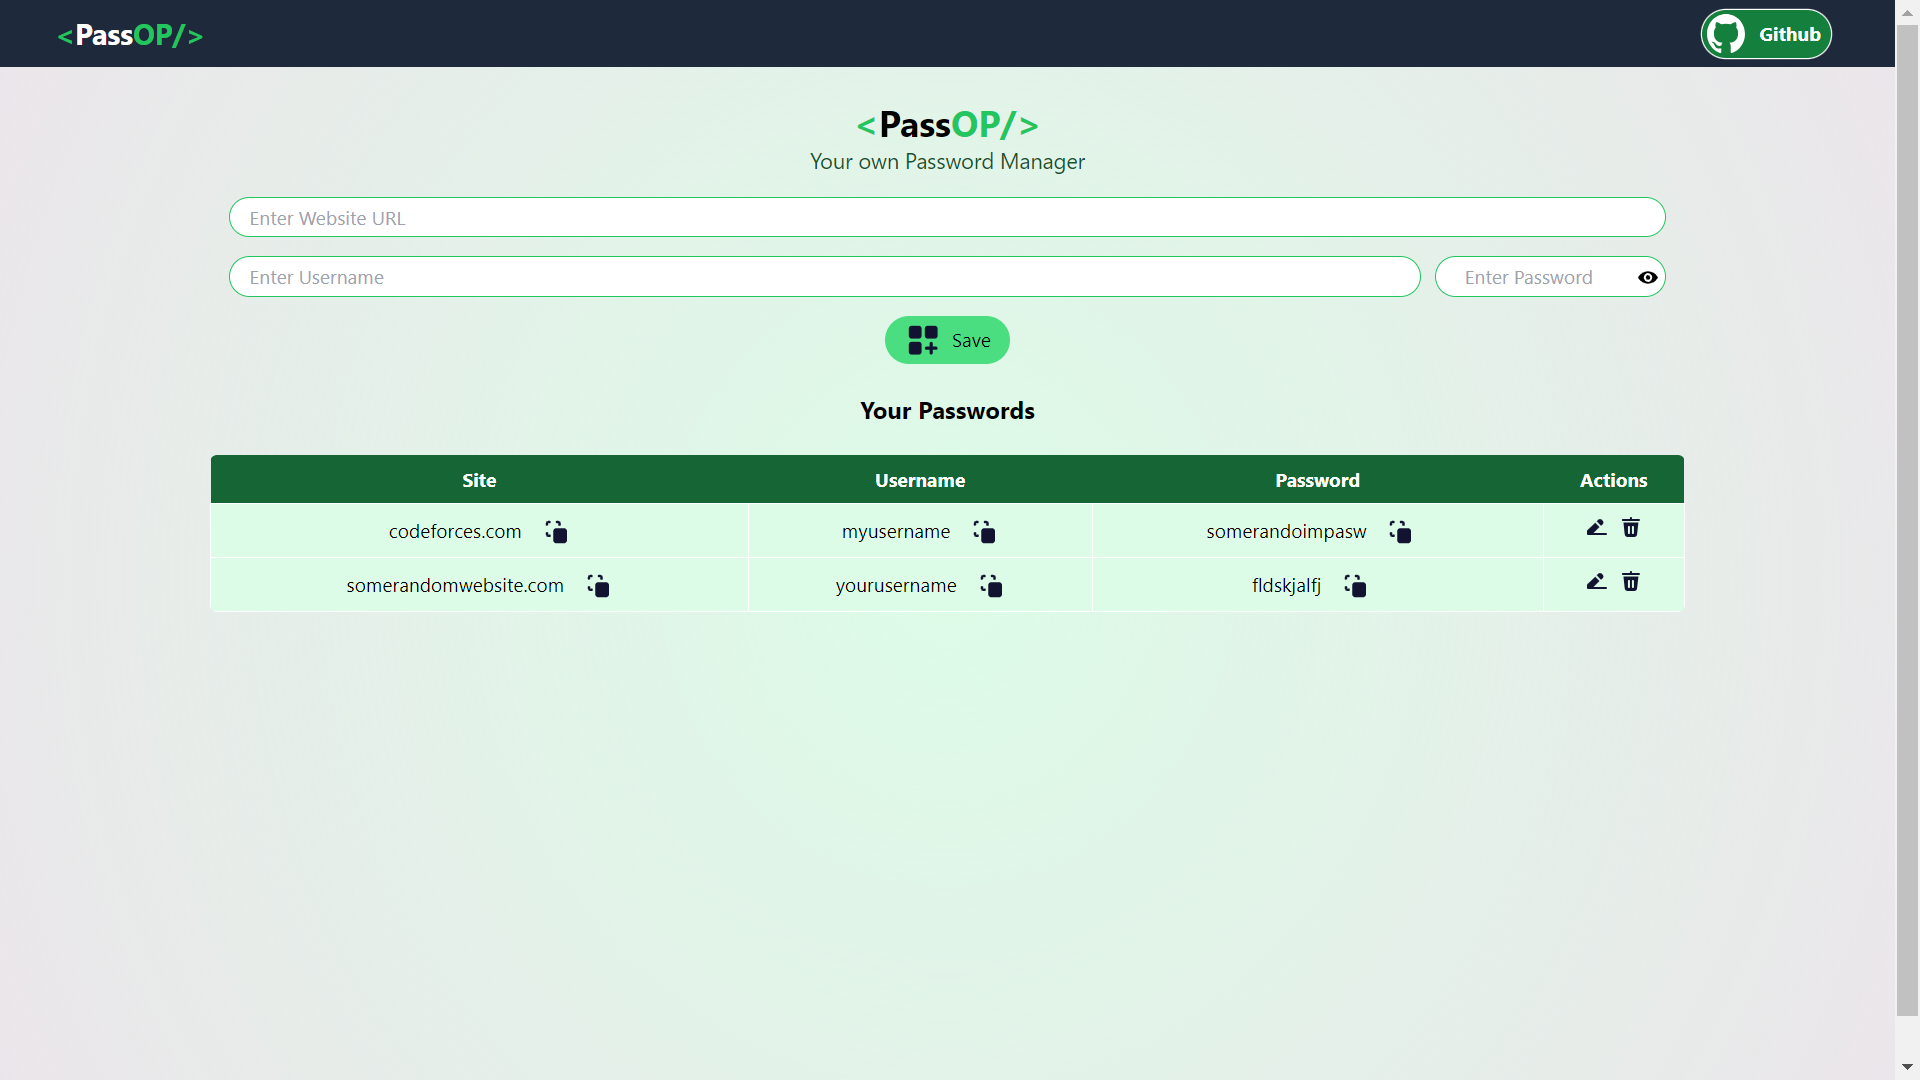 <PassOP/>
Github
<PassOP/>
Your own Password Manager
Enter Website URL
Enter Username
Enter Password
Save
Your Passwords
Site Username Password Actions
codeforces.com myusername somerandoimpasw
somerandomwebsite.com yourusername fldskjalfj